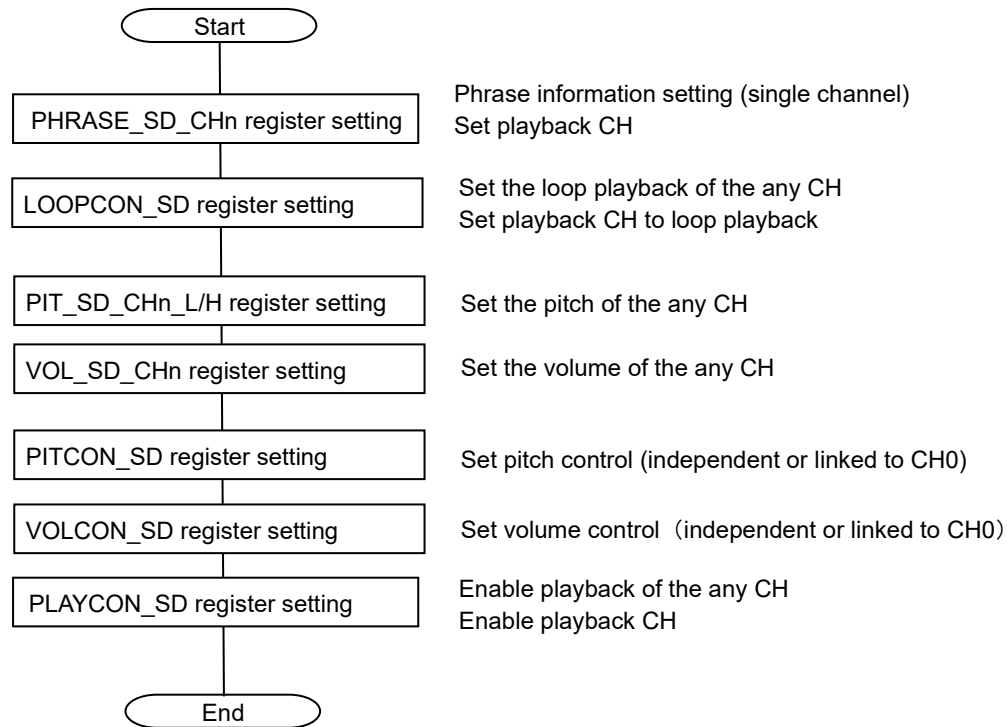 Start
PHRASE_SD_CHn register setting
Phrase information setting (single channel)
Set playback CH
LOOPCON_SD register setting
Set the loop playback of the any CH
Set playback CH to loop playback
PIT_SD_CHn_L/H register setting
Set the pitch of the any CH
VOL_SD_CHn register setting
Set the volume of the any CH
PITCON_SD register setting
Set pitch control (independent or linked to CH0)
VOLCON_SD register setting
Set volume control（independent or linked to CH0）
PLAYCON_SD register setting
Enable playback of the any CH
Enable playback CH
End